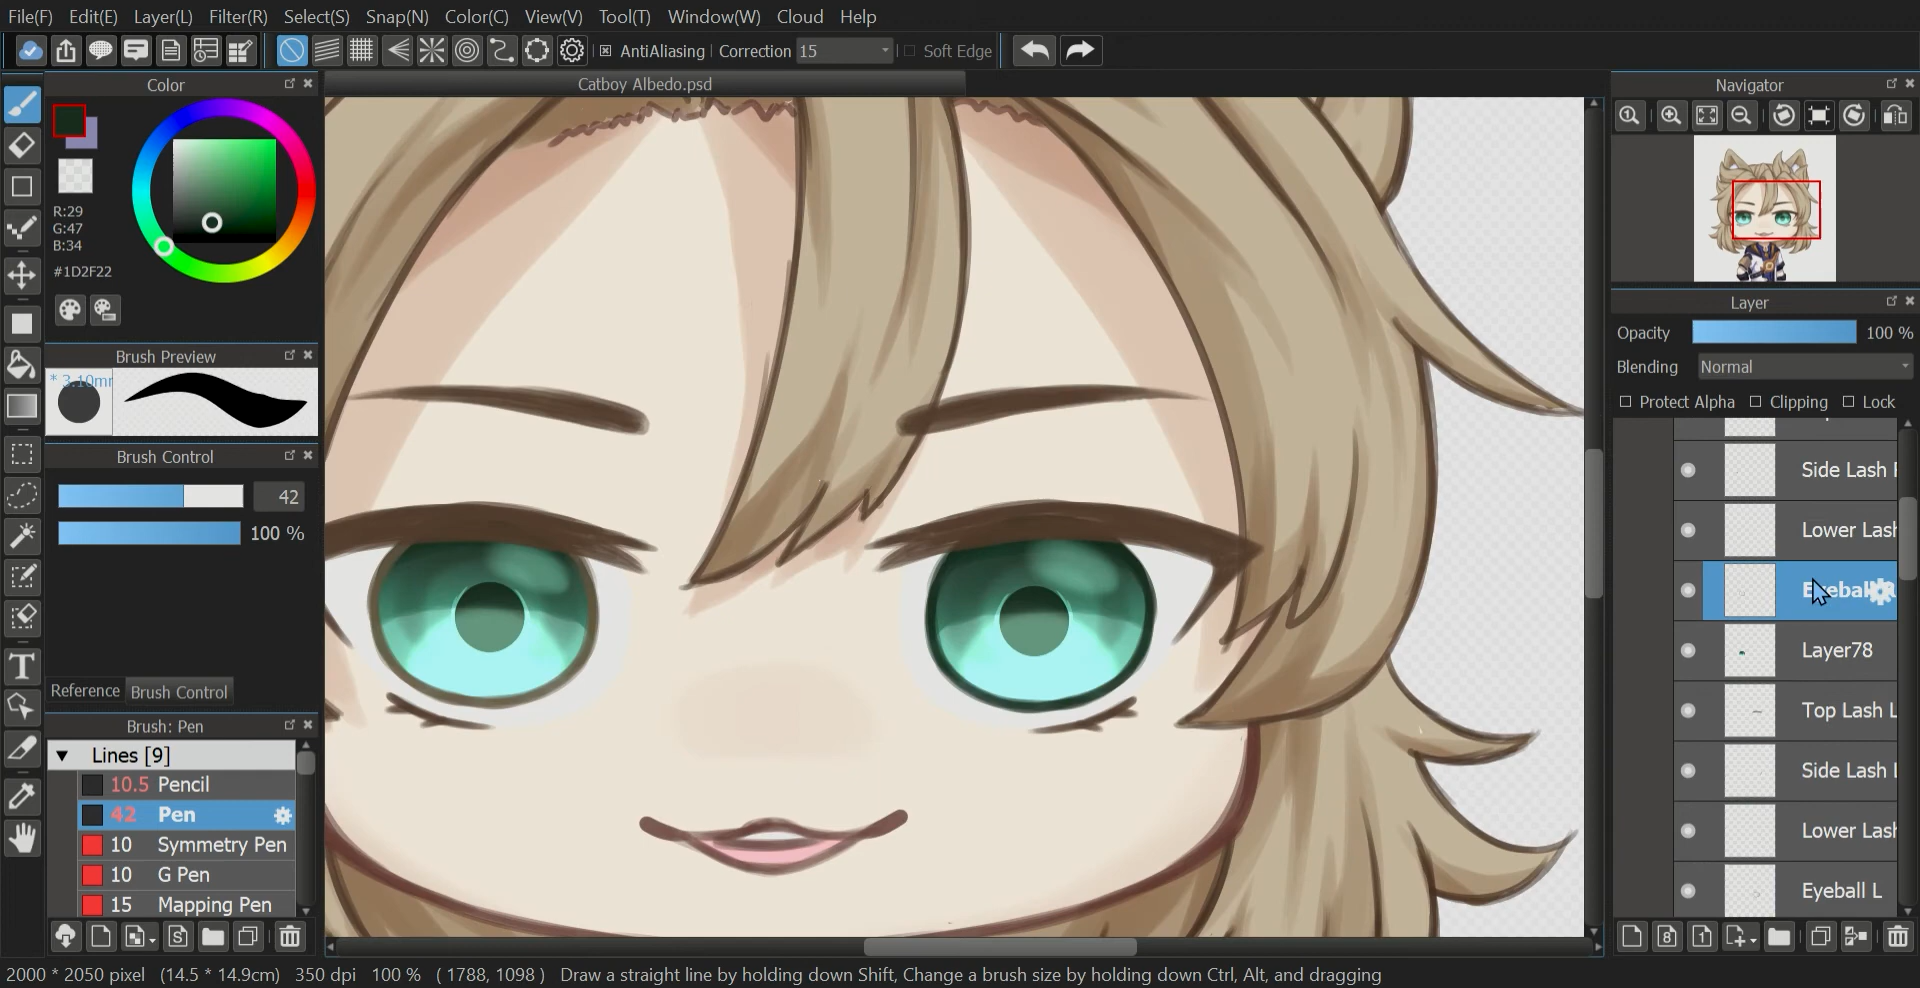 File(F) Edit(E) Layer(L) Filter(R) Select(S) Snap(N) Color(C) View(V) Tool(T) Window(W) Cloud Help
AntiAliasing Correction 15 Soft Edge
Color
Catboy Albedo.psd
Navigator
R:29
G:47
B:34
#1D2F22
Brush Preview
* 3.10mm
Brush Control
42
100 %
Reference Brush Control
Brush: Pen
Lines [9]
10.5 Pencil
42 Pen
10 Symmetry Pen
10 G Pen
15 Mapping Pen
Layer
Opacity 100 %
Blending Normal
Protect Alpha Clipping Lock
Side Lash
Lower Lash
Eyeball
Layer78
Top Lash L
Side Lash
Lower Lash
Eyeball L
2000 * 2050 pixel (14.5 * 14.9cm) 350 dpi 100 % ( 1788, 1098 ) Draw a straight line by holding down Shift, Change a brush size by holding down Ctrl, Alt, and dragging